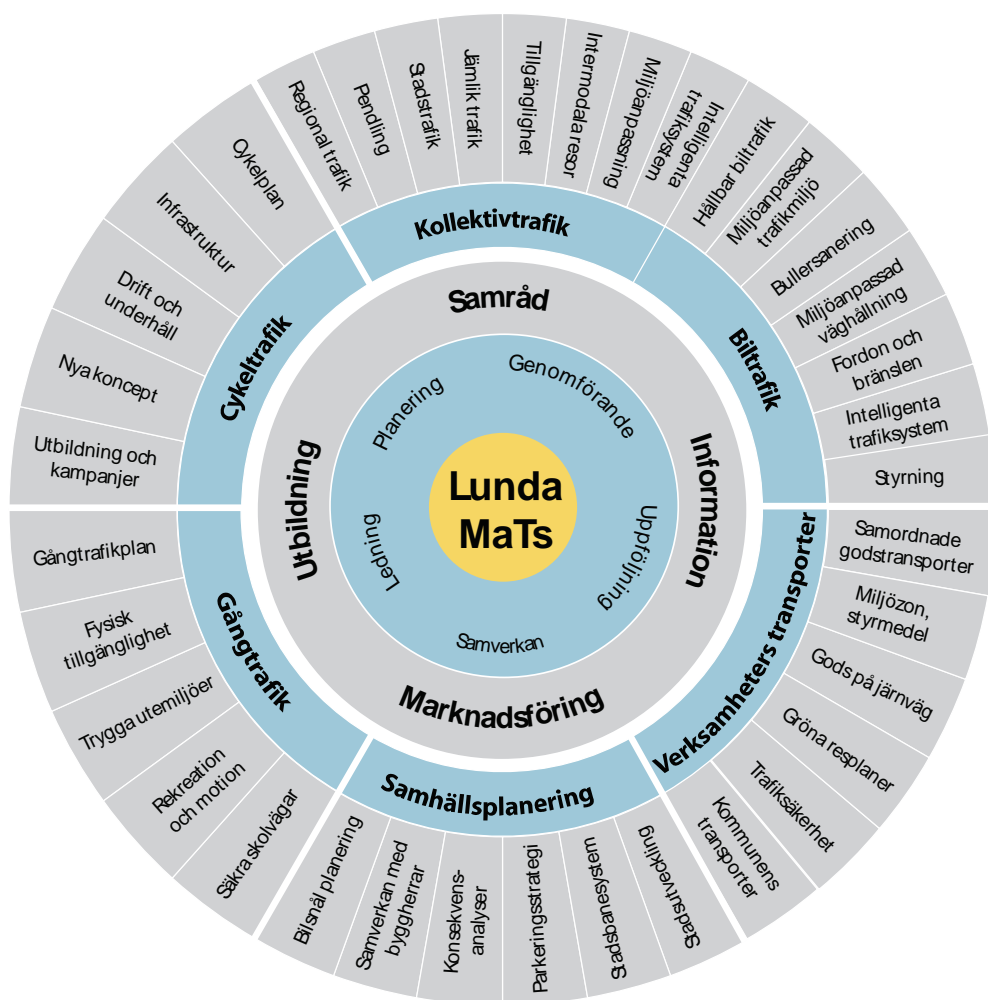 Lunda
MaTs
Planering
Genomförande
Uppföljning
Samverkan
Ledning
Samråd
Information
Marknadsföring
Utbildning
Kollektivtrafik
Regional trafik
Pendling
Stadstrafik
Jämlik trafik
Tillgänglighet
Intermodala resor
Miljöanpassning
Intelligenta
trafiksystem
Biltrafik
Hållbar biltrafik
Miljöanpassad
trafikmiljö
Bullersanering
Miljöanpassad
väghållning
Fordon och
bränslen
Intelligenta
trafiksystem
Styrning
Verksamheters transporter
Samordnade
godstransporter
Miljözon,
styrmedel
Gods på järnväg
Gröna resplaner
Trafiksäkerhet
Kommunens
transporter
Samhällsplanering
Stadsutveckling
Stadsbanesystem
Parkeringsstrategi
Konsekvens-
analyser
Samverkan med
byggherrar
Bilsnål planering
Gångtrafik
Säkra skolvägar
Rekreation
och motion
Trygga utemiljöer
Fysisk
tillgänglighet
Gångtrafikplan
Cykeltrafik
Utbildning och
kampanjer
Nya koncept
Drift och
underhåll
Infrastruktur
Cykelplan